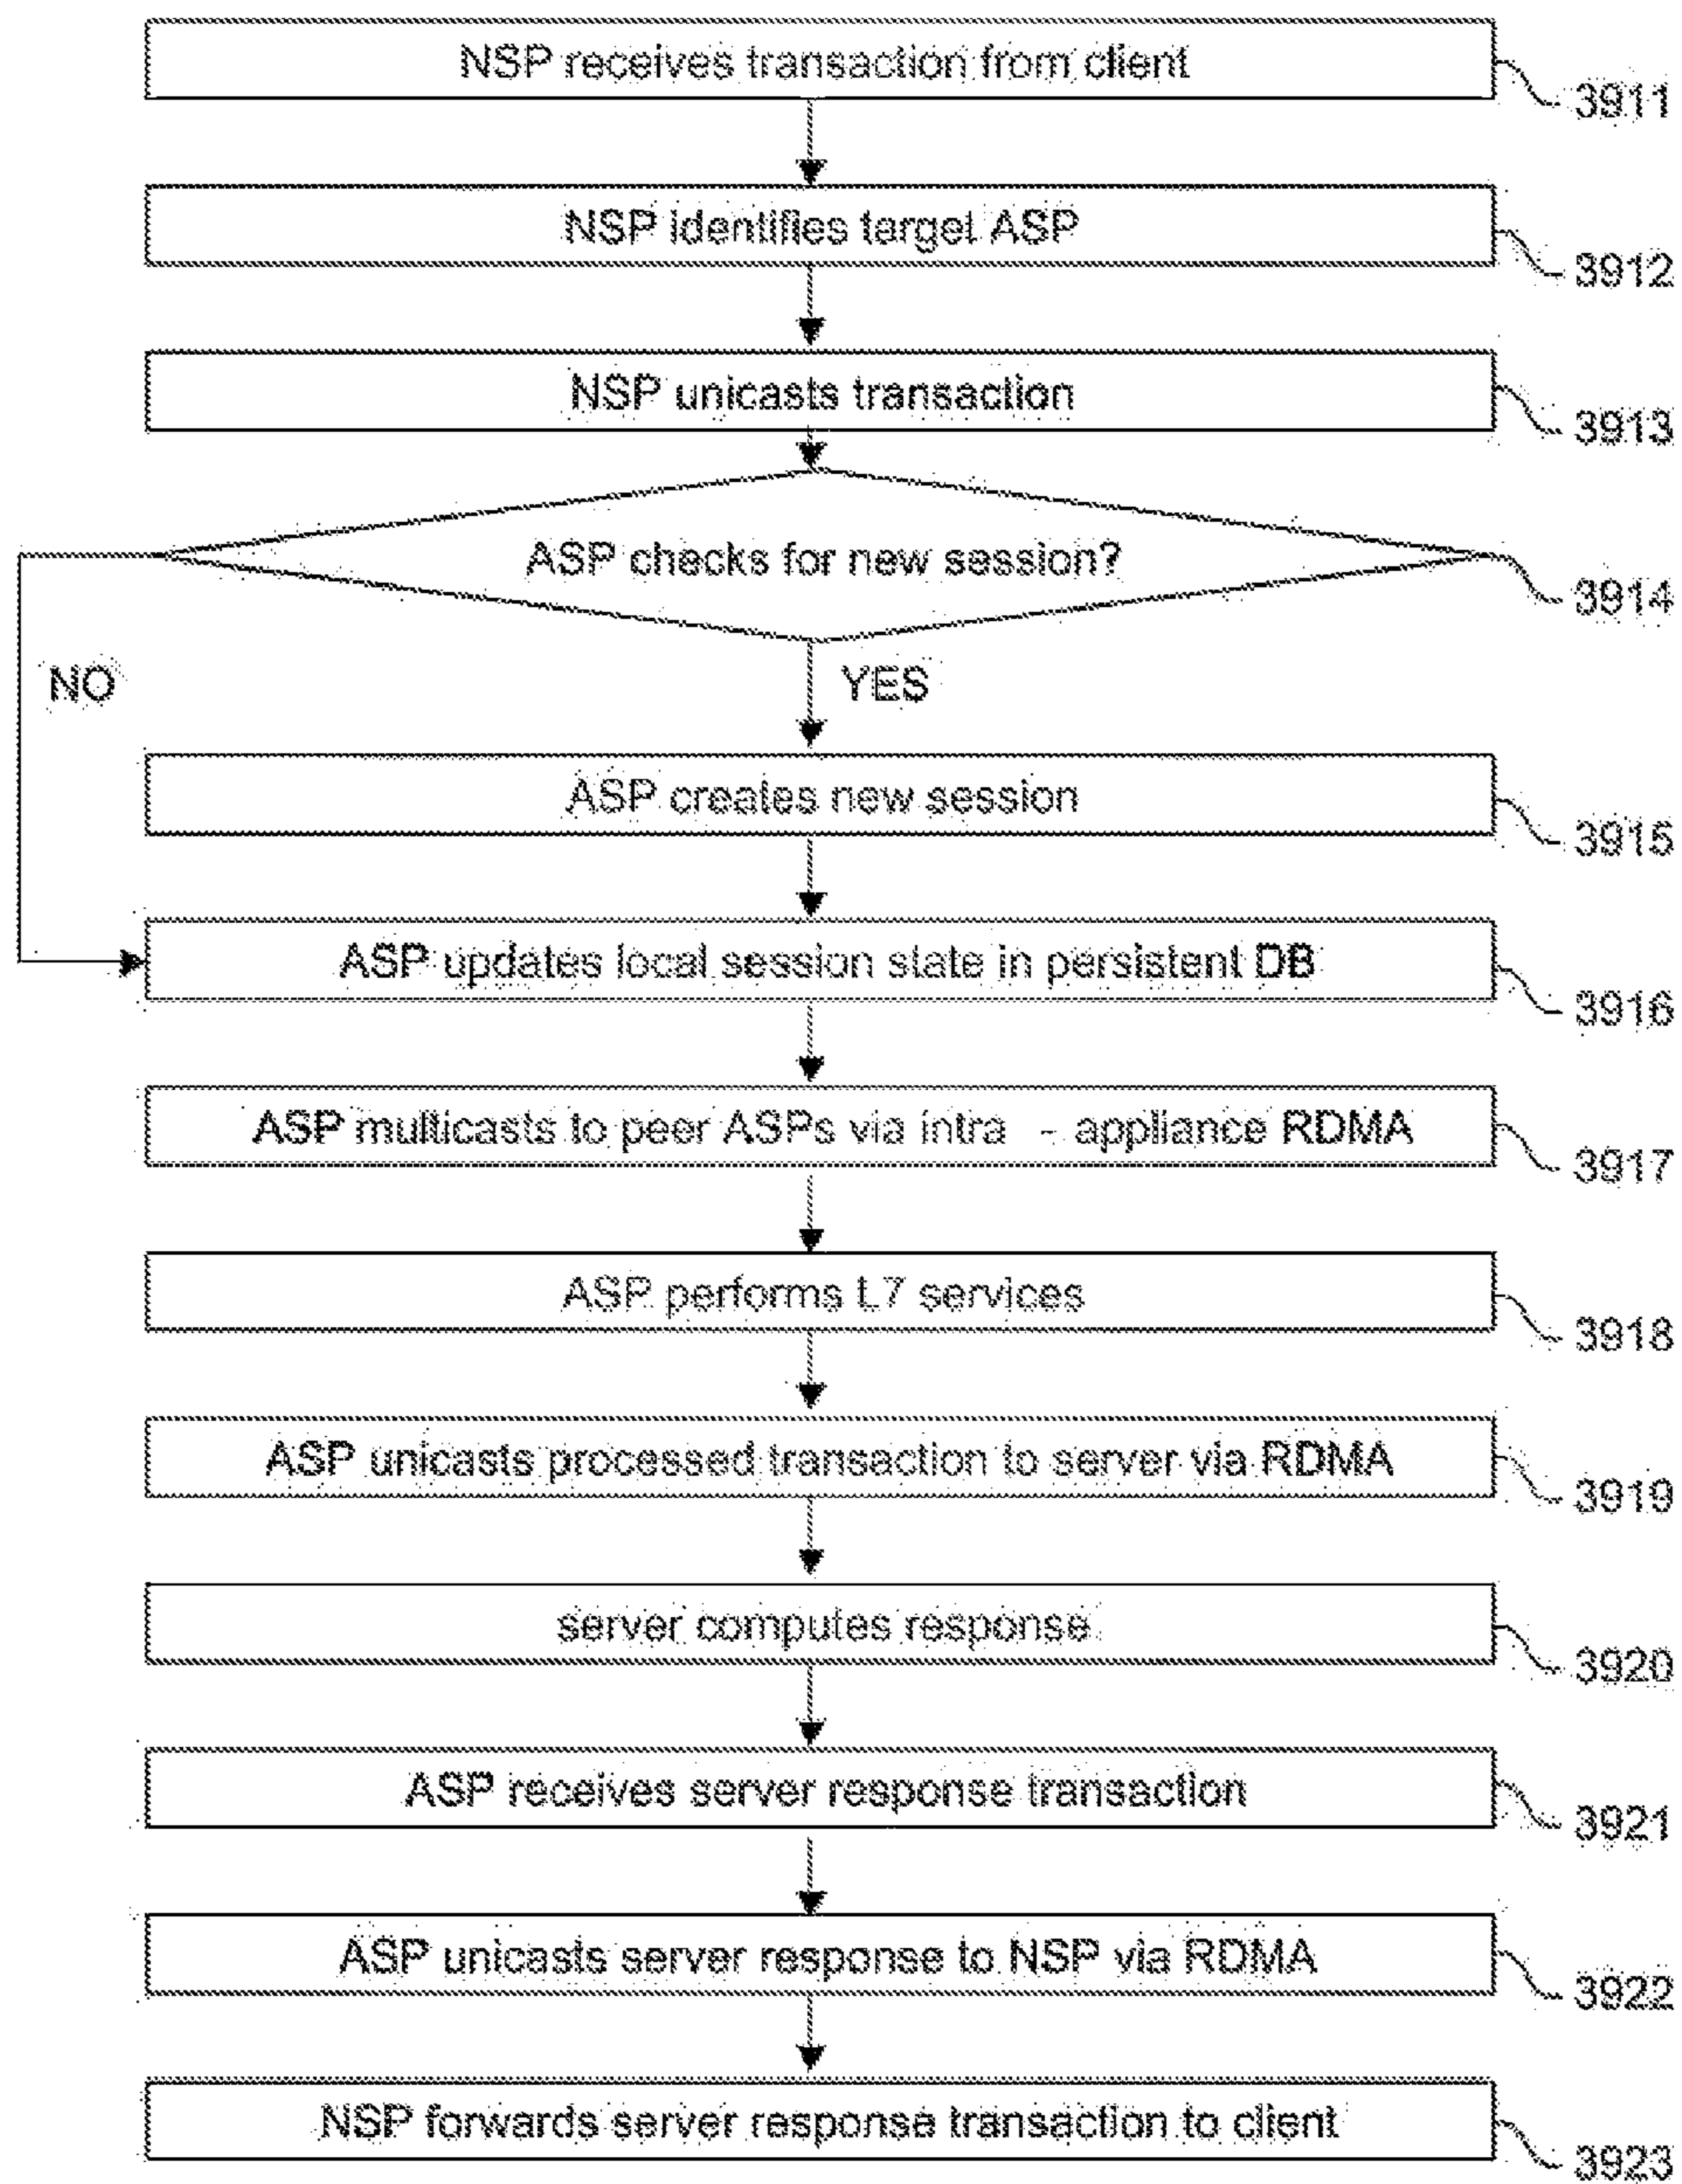 NSP receives transaction from client
3911
NSP identifies target ASP
3912
NSP unicasts transaction
3913
ASP checks for new session?
3914
NO
YES
ASP creates new session
3915
ASP updates local session state in persistent DB
3916
ASP multicasts to peer ASPs via intra - appliance RDMA
3917
ASP performs L7 services
3918
ASP unicasts processed transaction to server via RDMA
3919
server computes response
3920
ASP receives server response transaction
3921
ASP unicasts server response to NSP via RDMA
3922
NSP forwards server response transaction to client
3923